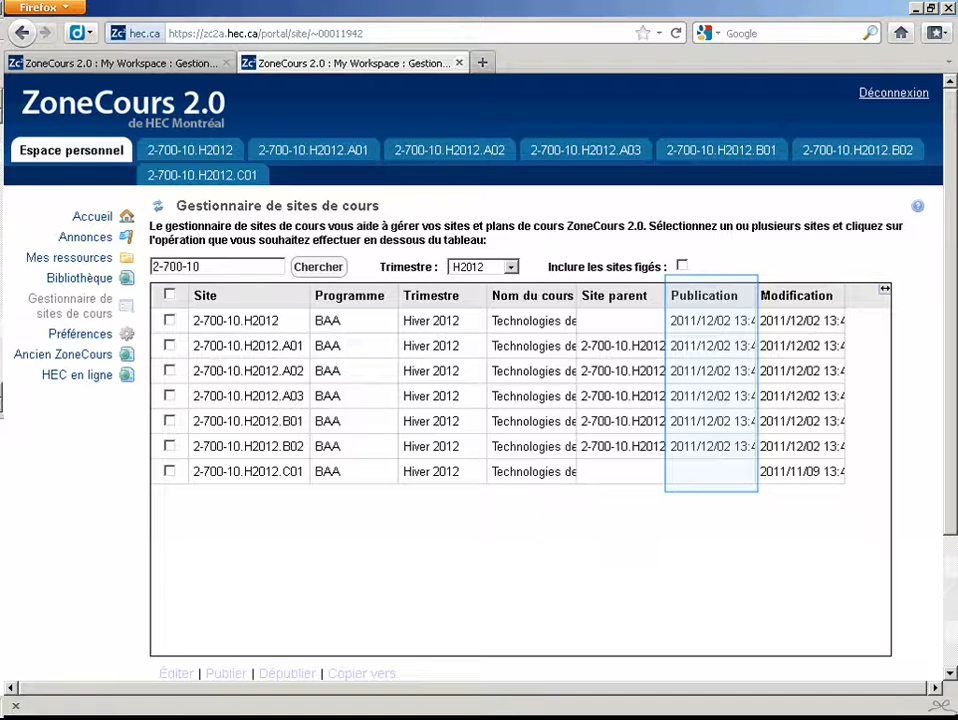 Firefox
hec.ca https://zc2a.hec.ca/portal/site/~00011942
Google
ZoneCours 2.0 : My Workspace : Gestion...
ZoneCours 2.0 : My Workspace : Gestion...
ZoneCours 2.0
de HEC Montréal
Déconnexion
Espace personnel 2-700-10.H2012 2-700-10.H2012.A01 2-700-10.H2012.A02 2-700-10.H2012.A03 2-700-10.H2012.B01 2-700-10.H2012.B02
2-700-10.H2012.C01
Accueil
Annonces
Mes ressources
Bibliothèque
Gestionnaire de
sites de cours
Préférences
Ancien ZoneCours
HEC en ligne
Gestionnaire de sites de cours
Le gestionnaire de sites de cours vous aide à gérer vos sites et plans de cours ZoneCours 2.0. Sélectionnez un ou plusieurs sites et cliquez sur
l'opération que vous souhaitez effectuer en dessous du tableau:
2-700-10 Chercher Trimestre : H2012 Inclure les sites figés :
Site Programme Trimestre Nom du cours Site parent Publication Modification
2-700-10.H2012 BAA Hiver 2012 Technologies de 2011/12/02 13:4 2011/12/02 13:4
2-700-10.H2012.A01 BAA Hiver 2012 Technologies de 2-700-10.H2012 2011/12/02 13:4 2011/12/02 13:4
2-700-10.H2012.A02 BAA Hiver 2012 Technologies de 2-700-10.H2012 2011/12/02 13:4 2011/12/02 13:4
2-700-10.H2012.A03 BAA Hiver 2012 Technologies de 2-700-10.H2012 2011/12/02 13:4 2011/12/02 13:4
2-700-10.H2012.B01 BAA Hiver 2012 Technologies de 2-700-10.H2012 2011/12/02 13:4 2011/12/02 13:4
2-700-10.H2012.B02 BAA Hiver 2012 Technologies de 2-700-10.H2012 2011/12/02 13:4 2011/12/02 13:4
2-700-10.H2012.C01 BAA Hiver 2012 Technologies de 2011/11/09 13:4
Éditer | Publier | Dépublier | Copier vers